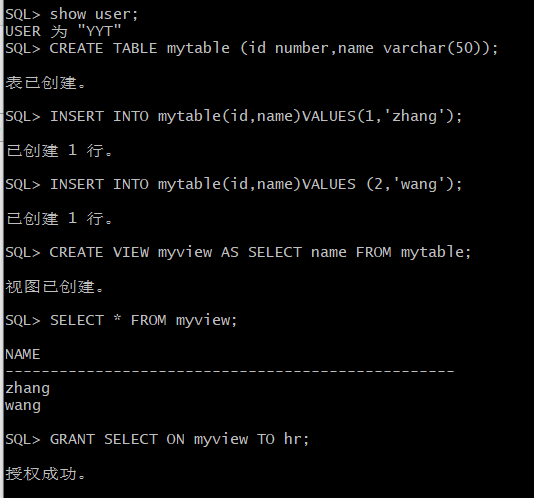 SQL> show user;
USER 为 "YYT"
SQL> CREATE TABLE mytable (id number,name varchar(50));
表已创建。
SQL> INSERT INTO mytable(id,name)VALUES(1,'zhang');
已创建 1 行。
SQL> INSERT INTO mytable(id,name)VALUES (2,'wang');
已创建 1 行。
SQL> CREATE VIEW myview AS SELECT name FROM mytable;
视图已创建。
SQL> SELECT * FROM myview;
NAME
--------------------------------------------------
zhang
wang
SQL> GRANT SELECT ON myview TO hr;
授权成功。